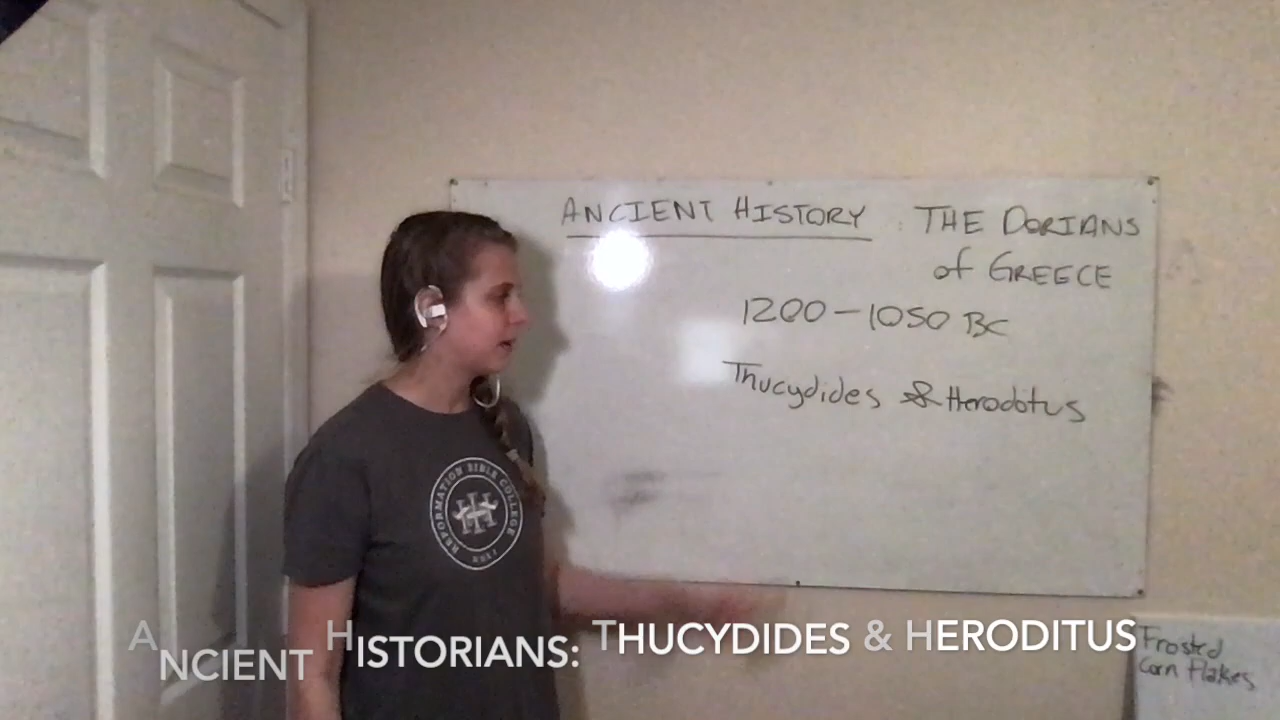 ANCIENT HISTORY : THE DORIANS
of GREECE
1200 - 1050 BC
Thucydides & Herodotus
REFORMATION BIBLE COLLEGE
ANCIENT HISTORIANS: THUCYDIDES & HERODITUS
Frosted
Corn Flakes